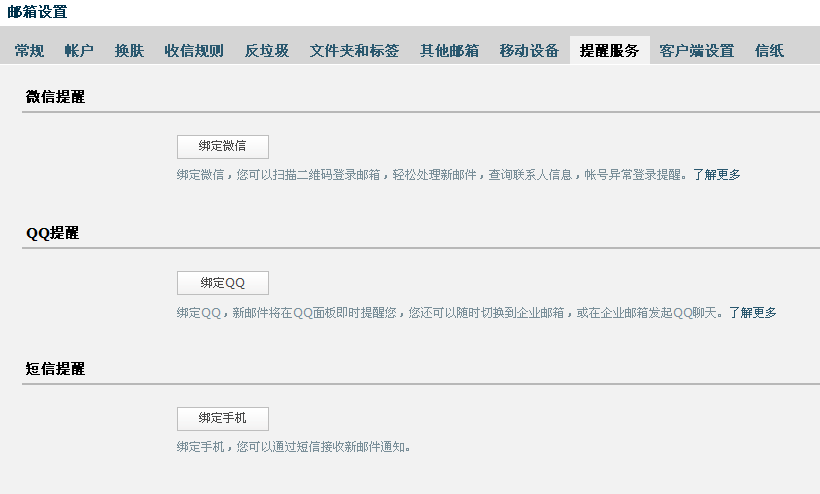 邮箱设置
常规 帐户 换肤 收信规则 反垃圾 文件夹和标签 其他邮箱 移动设备 提醒服务 客户端设置 信纸
微信提醒
绑定微信
绑定微信，您可以扫描二维码登录邮箱，轻松处理新邮件，查询联系人信息，帐号异常登录提醒。了解更多
QQ提醒
绑定QQ
绑定QQ，新邮件将在QQ面板即时提醒您，您还可以随时切换到企业邮箱，或在企业邮箱发起QQ聊天。了解更多
短信提醒
绑定手机
绑定手机，您可以通过短信接收新邮件通知。